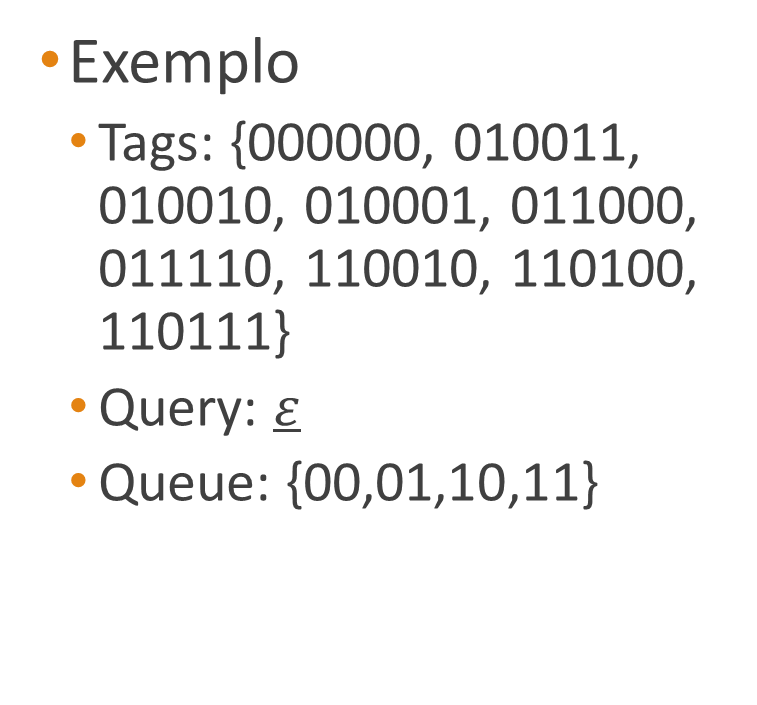 • Exemplo
• Tags: {000000, 010011,
010010, 010001, 011000,
011110, 110010, 110100,
110111}
• Query: ε
• Queue: {00,01,10,11}